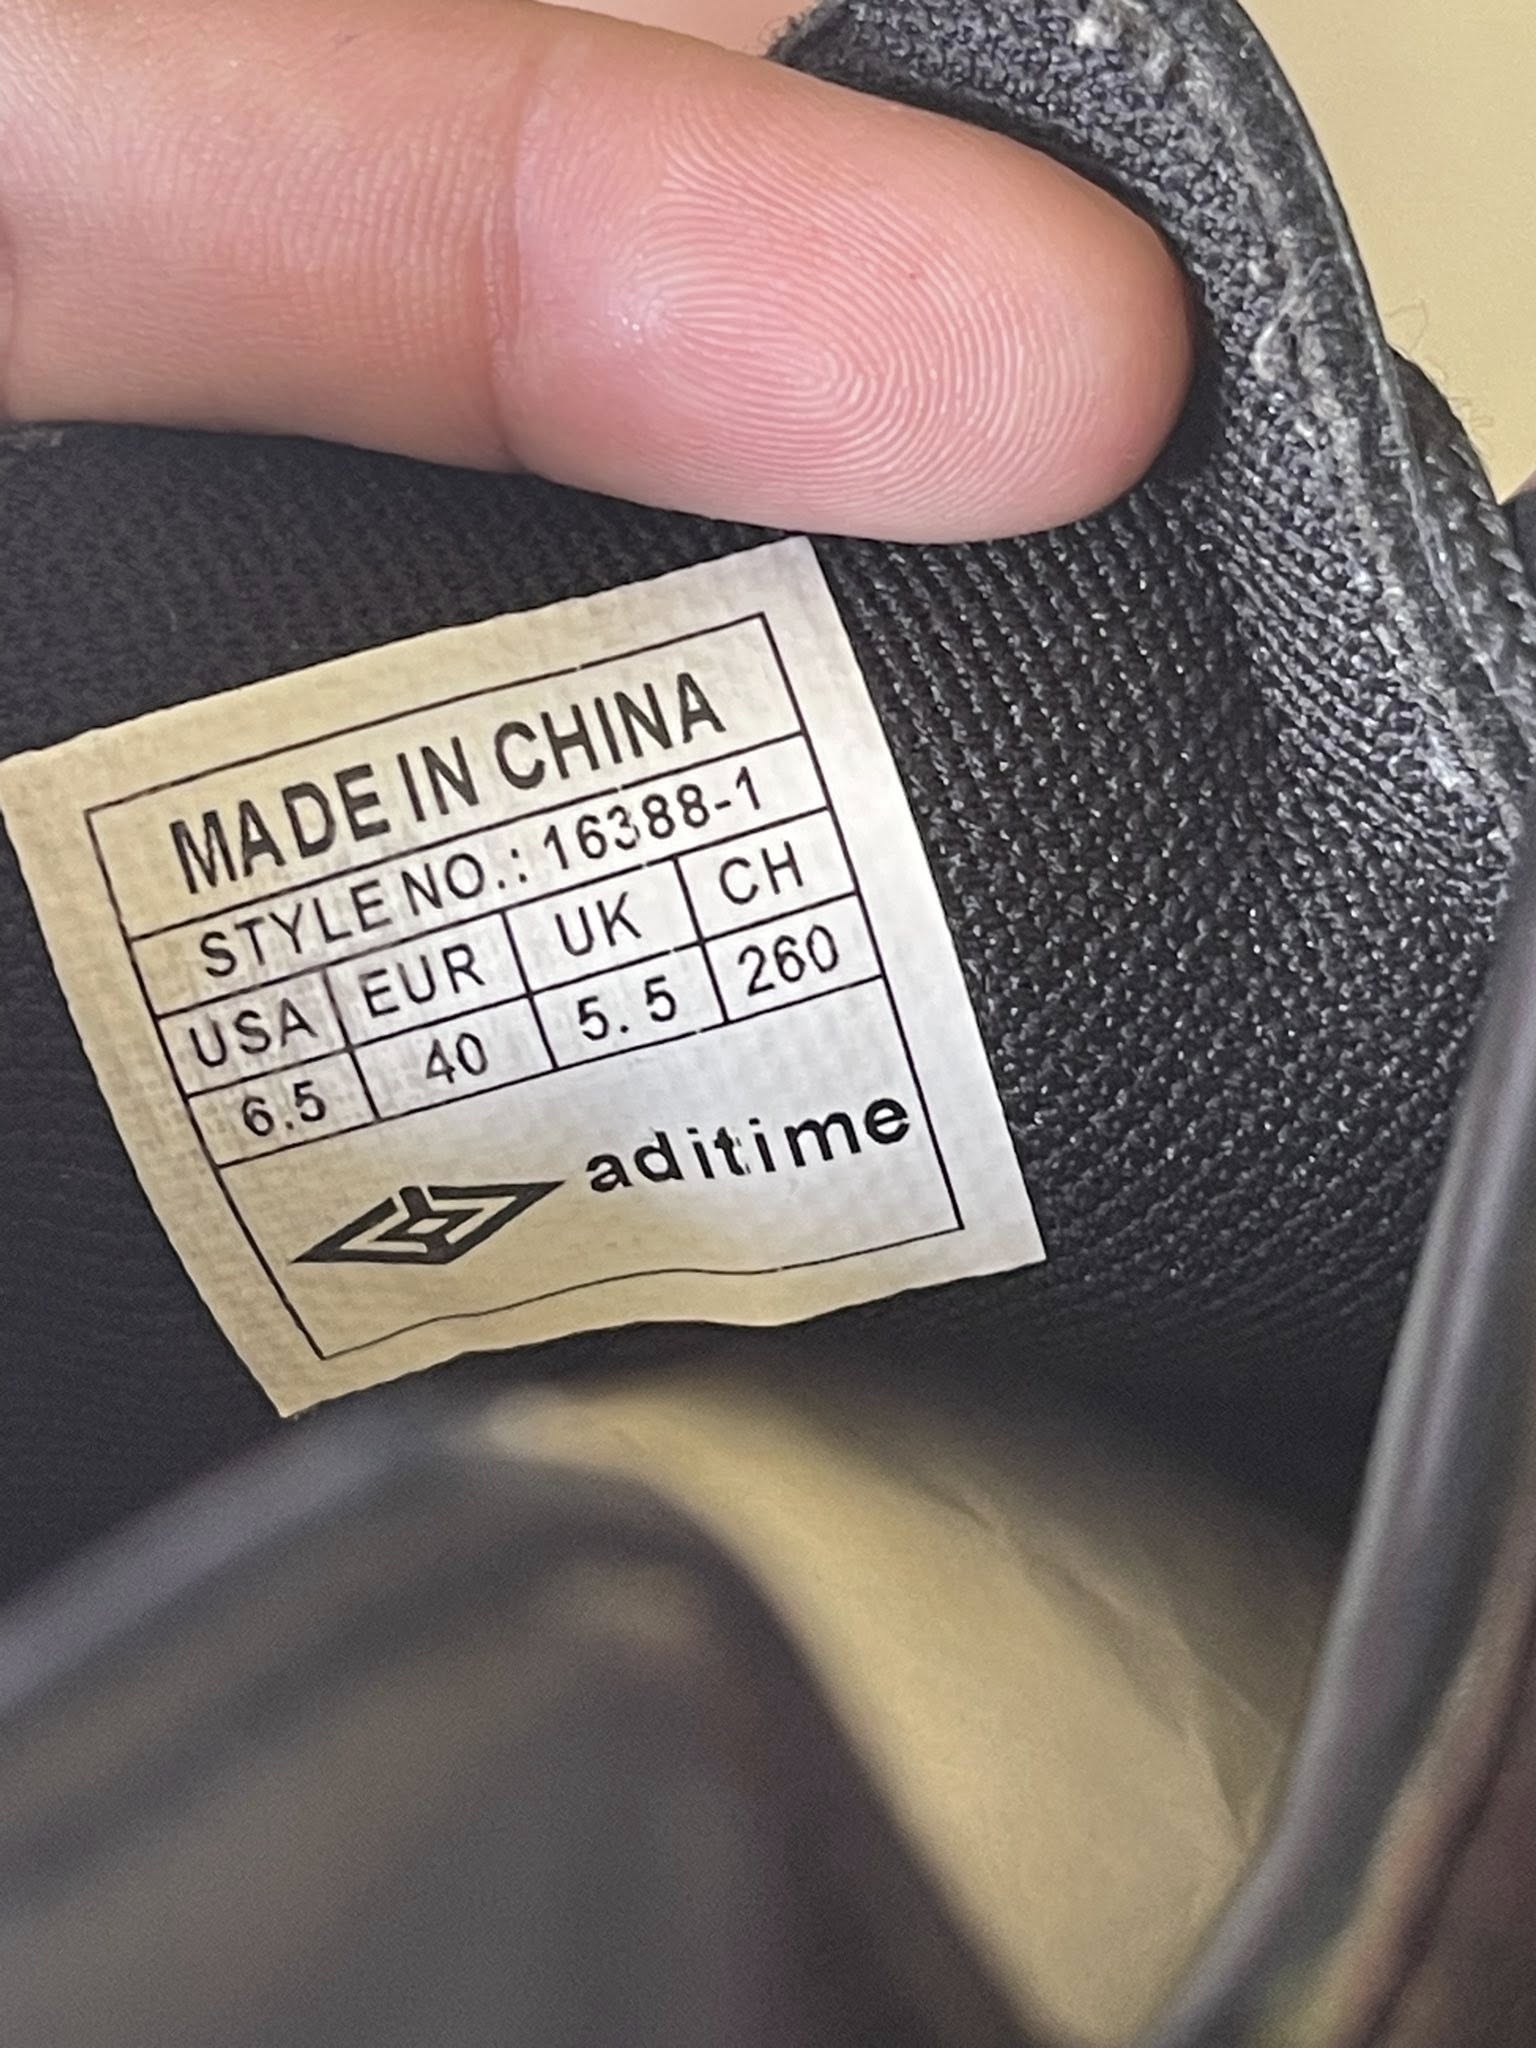 MADE IN CHINA
STYLE NO.: 16388-1
USA EUR UK CH
6.5 40 5.5 260
aditime